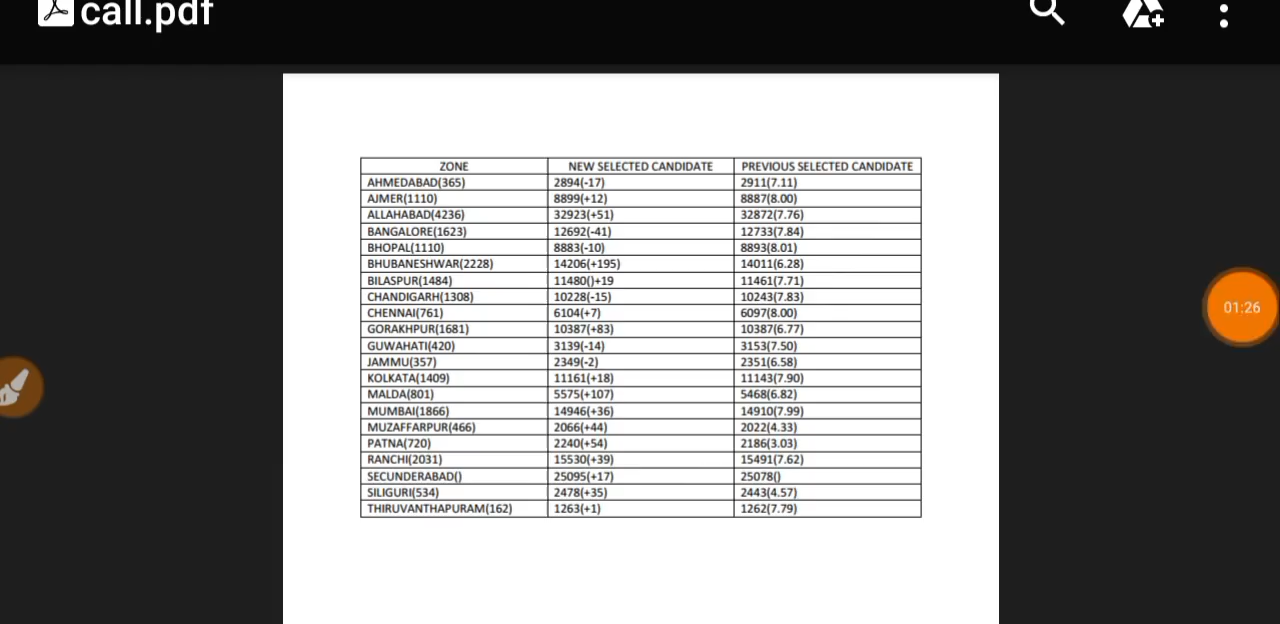 call.pdf
ZONE NEW SELECTED CANDIDATE PREVIOUS SELECTED CANDIDATE
AHMEDABAD(365) 2894(-17) 2911(7.11)
AJMER(1110) 8899(+12) 8887(8.00)
ALLAHABAD(4236) 32923(+51) 32872(7.76)
BANGALORE(1623) 12692(-41) 12733(7.84)
BHOPAL(1110) 8883(-10) 8893(8.01)
BHUBANESHWAR(2228) 14206(+195) 14011(6.28)
BILASPUR(1484) 11480()+19 11461(7.71)
CHANDIGARH(1308) 10228(-15) 10243(7.83)
CHENNAI(761) 6104(+7) 6097(8.00)
GORAKHPUR(1681) 10387(+83) 10387(6.77)
GUWAHATI(420) 3139(-14) 3153(7.50)
JAMMU(357) 2349(-2) 2351(6.58)
KOLKATA(1409) 11161(+18) 11143(7.90)
MALDA(801) 5575(+107) 5468(6.82)
MUMBAI(1866) 14946(+36) 14910(7.99)
MUZAFFARPUR(466) 2066(+44) 2022(4.33)
PATNA(720) 2240(+54) 2186(3.03)
RANCHI(2031) 15530(+39) 15491(7.62)
SECUNDERABAD() 25095(+17) 25078()
SILIGURI(534) 2478(+35) 2443(4.57)
THIRUVANTHAPURAM(162) 1263(+1) 1262(7.79)
01:26